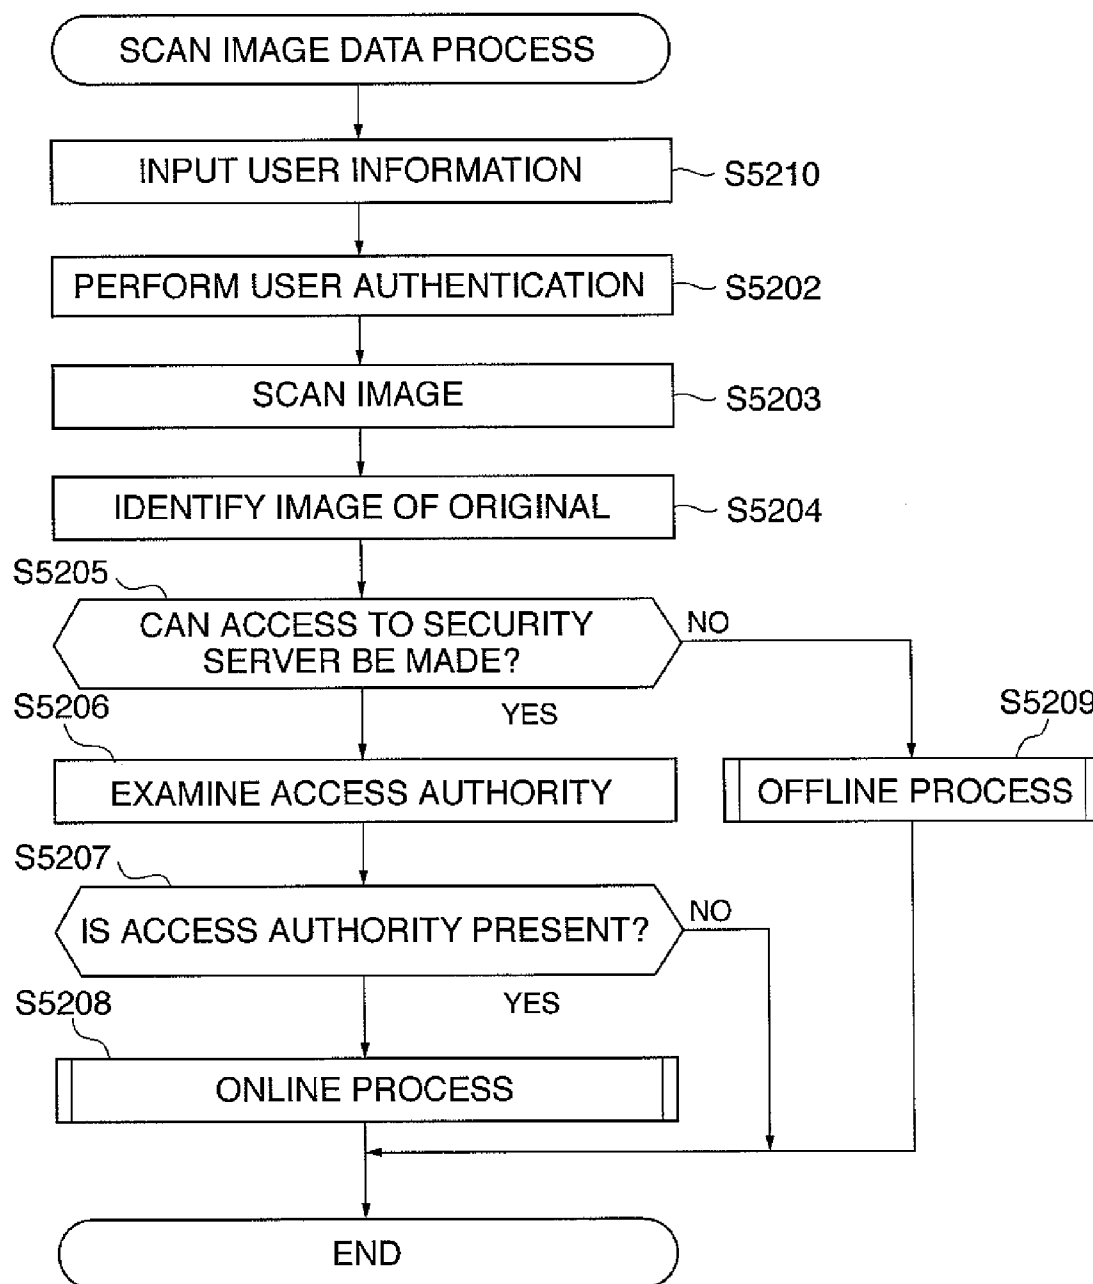 SCAN IMAGE DATA PROCESS
INPUT USER INFORMATION
S5210
PERFORM USER AUTHENTICATION
S5202
SCAN IMAGE
S5203
IDENTIFY IMAGE OF ORIGINAL
S5204
S5205
CAN ACCESS TO SECURITY
SERVER BE MADE?
NO
YES
S5206
EXAMINE ACCESS AUTHORITY
S5209
OFFLINE PROCESS
S5207
IS ACCESS AUTHORITY PRESENT?
NO
YES
S5208
ONLINE PROCESS
END